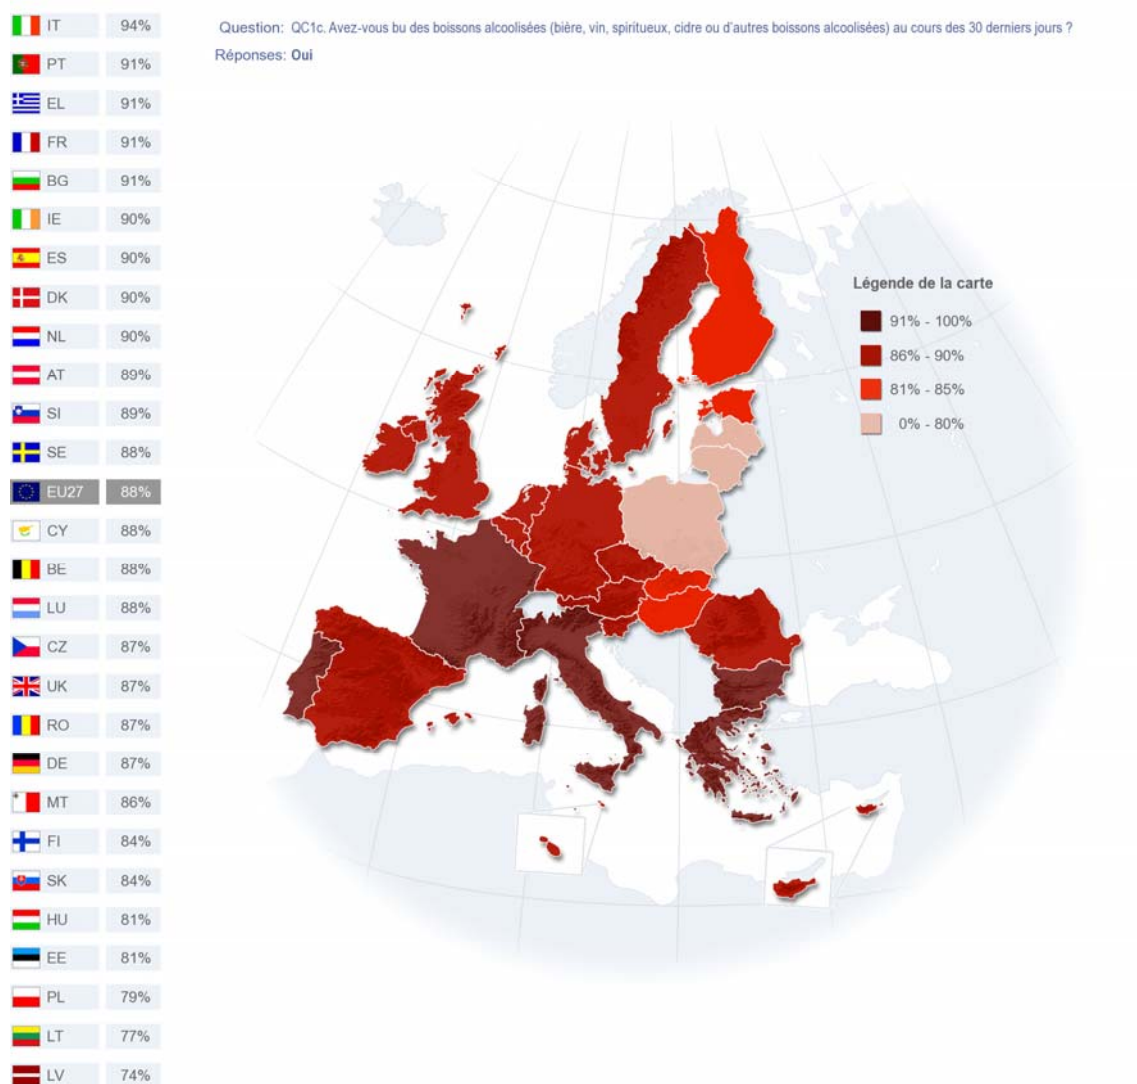 IT 94%
PT 91%
EL 91%
FR 91%
BG 91%
IE 90%
ES 90%
DK 90%
NL 90%
AT 89%
SI 89%
SE 88%
EU27 88%
CY 88%
BE 88%
LU 88%
CZ 87%
UK 87%
RO 87%
DE 87%
MT 86%
FI 84%
SK 84%
HU 81%
EE 81%
PL 79%
LT 77%
LV 74%
Question: QC1c. Avez-vous bu des boissons alcoolisées (bière, vin, spiritueux, cidre ou d'autres boissons alcoolisées) au cours des 30 derniers jours ?
Réponses: Oui
Légende de la carte
91% - 100%
86% - 90%
81% - 85%
0% - 80%